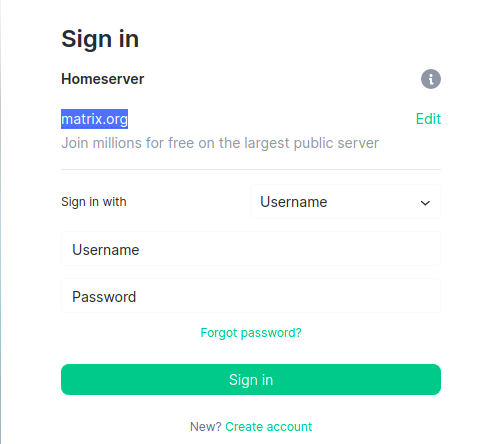 Sign in
Homeserver
matrix.org Edit
Join millions for free on the largest public server
Sign in with Username
Username
Password
Forgot password?
Sign in
New? Create account